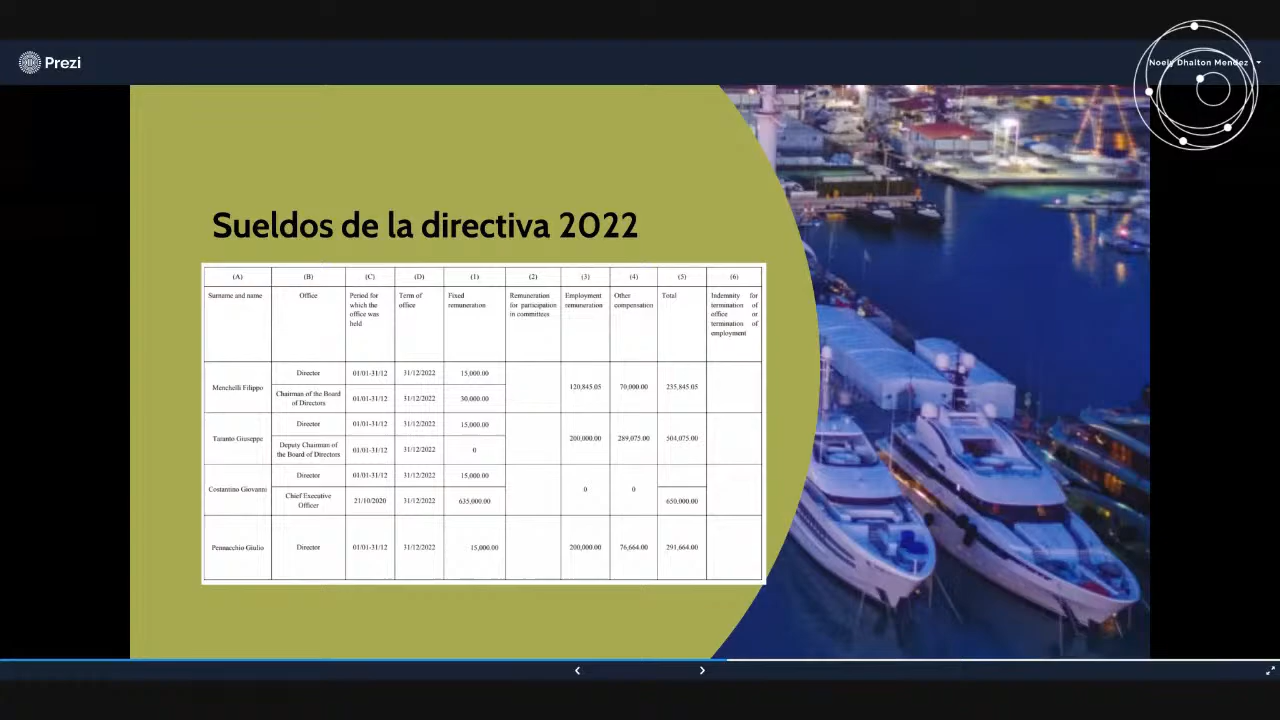 Prezi
Noely Dhalton Mendez
Sueldos de la directiva 2022
(A) (B) (C) (D) (1) (2) (3) (4) (5) (6)
Surname and name
Office
Period for
which the
office was
held
Term of
office
Fixed
remuneration
Remuneration
for participation
in committees
Employment
remuneration
Other
compensation
Total
Indemnity for
termination of
office or
termination of
employment
Menchelli Filippo
Director 01/01-31/12 31/12/2022 15,000.00
Chairman of the Board
of Directors
01/01-31/12 31/12/2022 30,000.00
120,845.05 70,000.00 235,845.05
Taranto Giuseppe
Director 01/01-31/12 31/12/2022 15,000.00
Deputy Chairman of
the Board of Directors
01/01-31/12 31/12/2022 0
200,000.00 289,075.00 504,075.00
Costantino Giovanni
Director 01/01-31/12 31/12/2022 15,000.00
Chief Executive
Officer
21/10/2020 31/12/2022 635,000.00
0 0 650,000.00
Pennacchio Giulio Director 01/01-31/12 31/12/2022 15,000.00 200,000.00 76,664.00 291,664.00